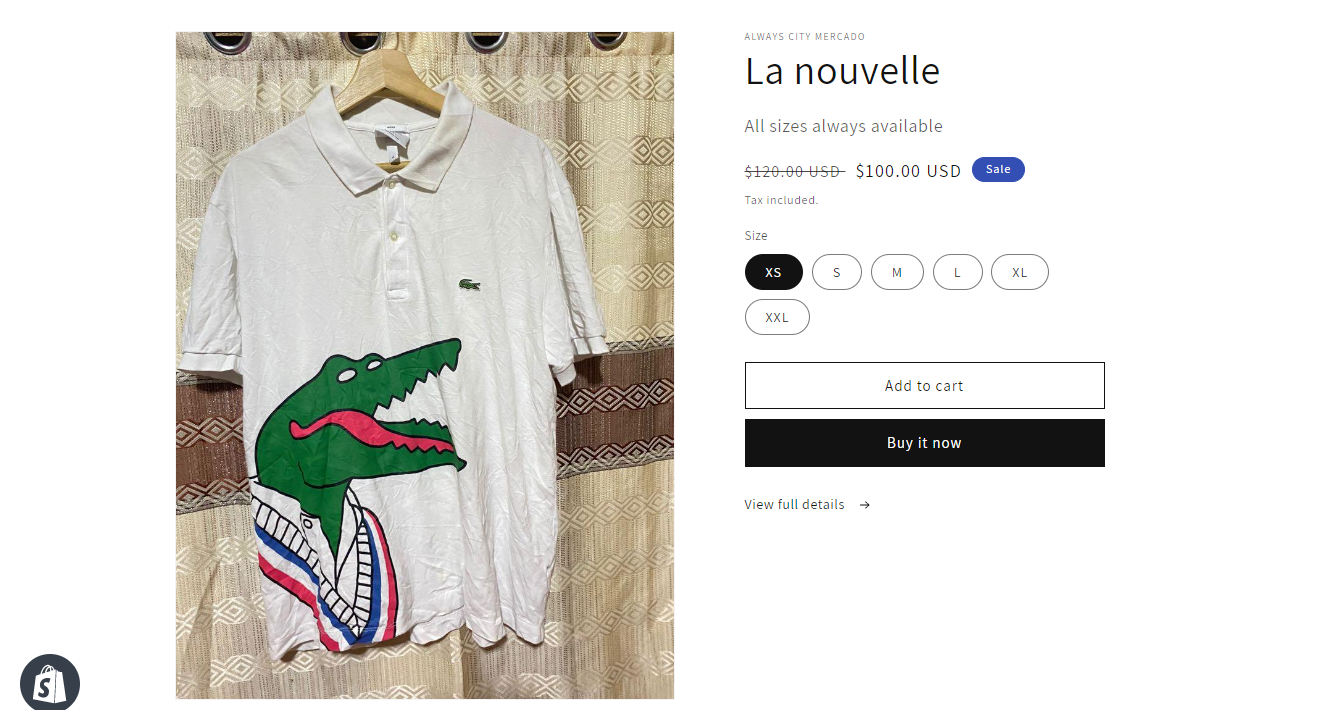 ALWAYS CITY MERCADO
La nouvelle
All sizes always available
$120.00 USD $100.00 USD Sale
Tax included.
Size
XS S M L XL
XXL
Add to cart
Buy it now
View full details →